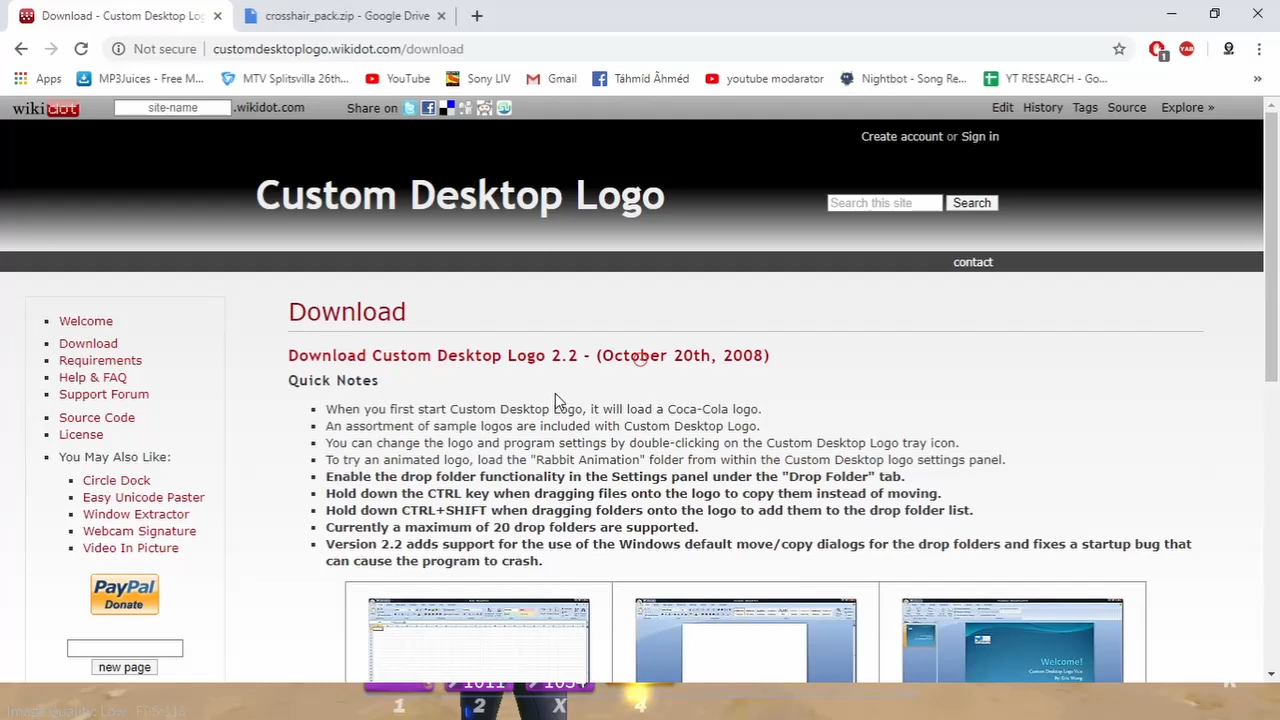 Download - Custom Desktop Log
crosshair_pack.zip - Google Drive
Not secure
customdesktoplogo.wikidot.com/download
1
YAB
Apps
MP3Juices - Free M...
MTV Splitsvilla 26th...
YouTube
Sony LIV
Gmail
Táhmíd Áhméd
youtube modarator
Nightbot - Song Re...
YT RESEARCH - Go...
»
wikidot
site-name
.wikidot.com
Share on
Edit
History
Tags
Source
Explore »
Create account or Sign in
Custom Desktop Logo
Search this site
Search
contact
Welcome
Download
Requirements
Help & FAQ
Support Forum
Source Code
License
You May Also Like:
Circle Dock
Easy Unicode Paster
Window Extractor
Webcam Signature
Video In Picture
PayPal
Donate
new page
Download
Download Custom Desktop Logo 2.2 - (October 20th, 2008)
Quick Notes
When you first start Custom Desktop Logo, it will load a Coca-Cola logo.
An assortment of sample logos are included with Custom Desktop Logo.
You can change the logo and program settings by double-clicking on the Custom Desktop Logo tray icon.
To try an animated logo, load the "Rabbit Animation" folder from within the Custom Desktop logo settings panel.
Enable the drop folder functionality in the Settings panel under the "Drop Folder" tab.
Hold down the CTRL key when dragging files onto the logo to copy them instead of moving.
Hold down CTRL+SHIFT when dragging folders onto the logo to add them to the drop folder list.
Currently a maximum of 20 drop folders are supported.
Version 2.2 adds support for the use of the Windows default move/copy dialogs for the drop folders and fixes a startup bug that
can cause the program to crash.
Welcome!
1011
1034
1
2
X
4
Image Quality: Low